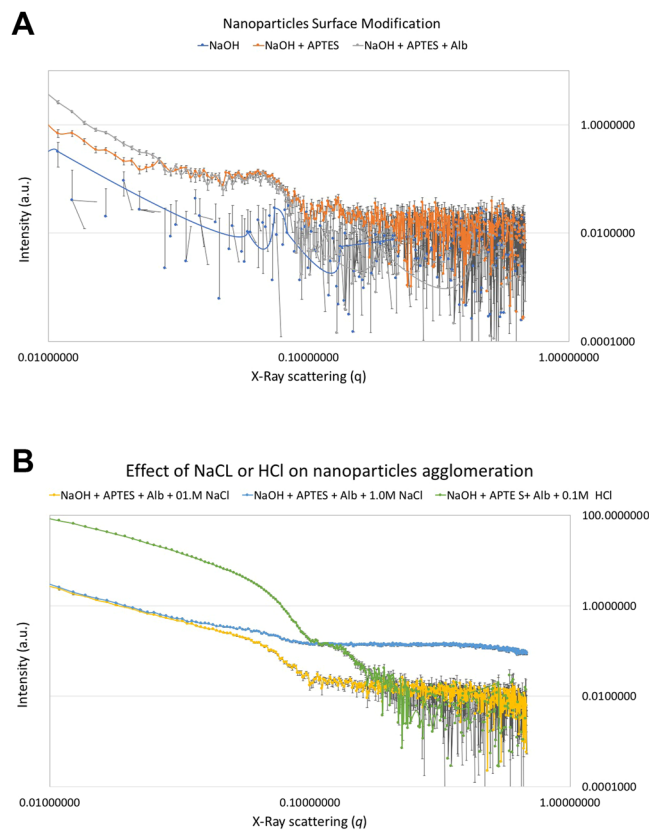 A
Nanoparticles Surface Modification
NaOH NaOH + APTES NaOH + APTES + Alb
Intensity (a.u.)
1.0000000
0.0100000
0.0001000
0.01000000 0.10000000 1.00000000
X-Ray scattering (q)
B
Effect of NaCL or HCl on nanoparticles agglomeration
NaOH + APTES + Alb + 01.M NaCl NaOH + APTES + Alb + 1.0M NaCl NaOH + APTE S+ Alb + 0.1M HCl
Intensity (a.u.)
100.0000000
1.0000000
0.0100000
0.0001000
0.01000000 0.10000000 1.00000000
X-Ray scattering (q)